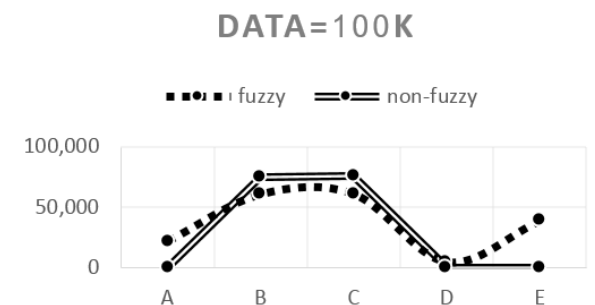 DATA=100K
fuzzy non-fuzzy
100,000
50,000
0
A B C D E